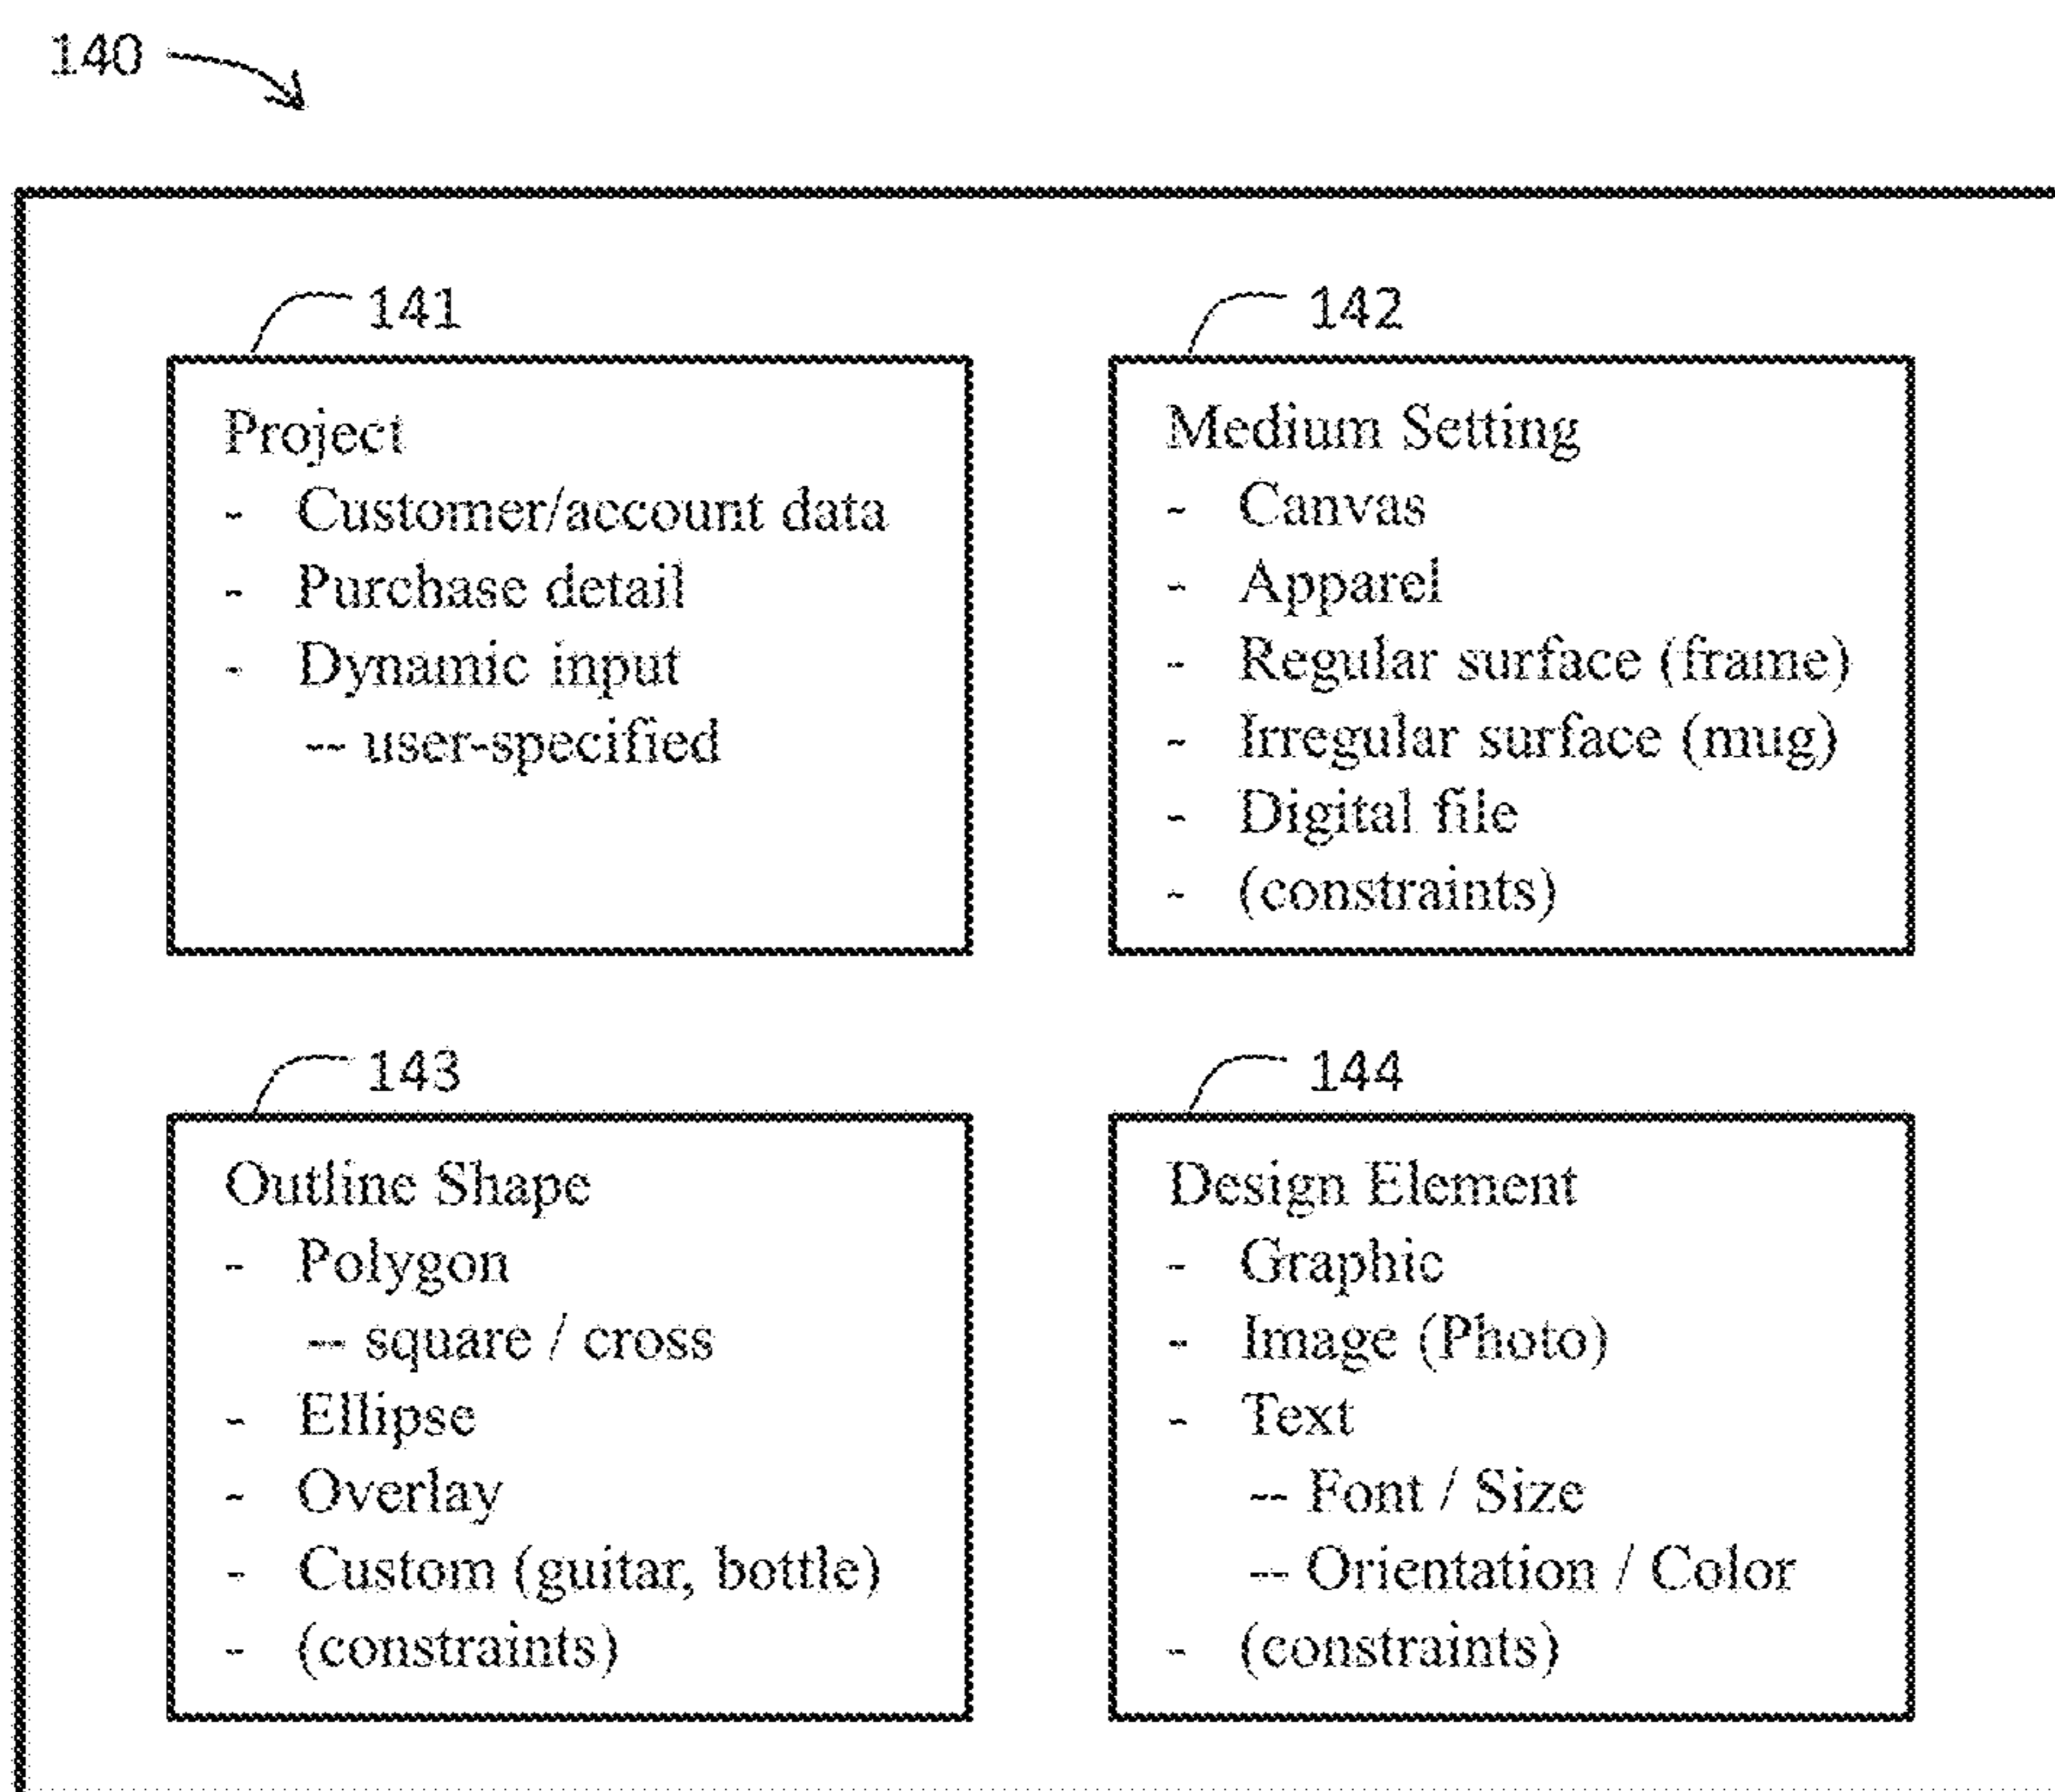 140
141
Project
- Customer/account data
- Purchase detail
- Dynamic input
-- user-specified
142
Medium Setting
- Canvas
- Apparel
- Regular surface (frame)
- Irregular surface (mug)
- Digital file
- (constraints)
143
Outline Shape
- Polygon
-- square / cross
- Ellipse
- Overlay
- Custom (guitar, bottle)
- (constraints)
144
Design Element
- Graphic
- Image (Photo)
- Text
-- Font / Size
-- Orientation / Color
- (constraints)